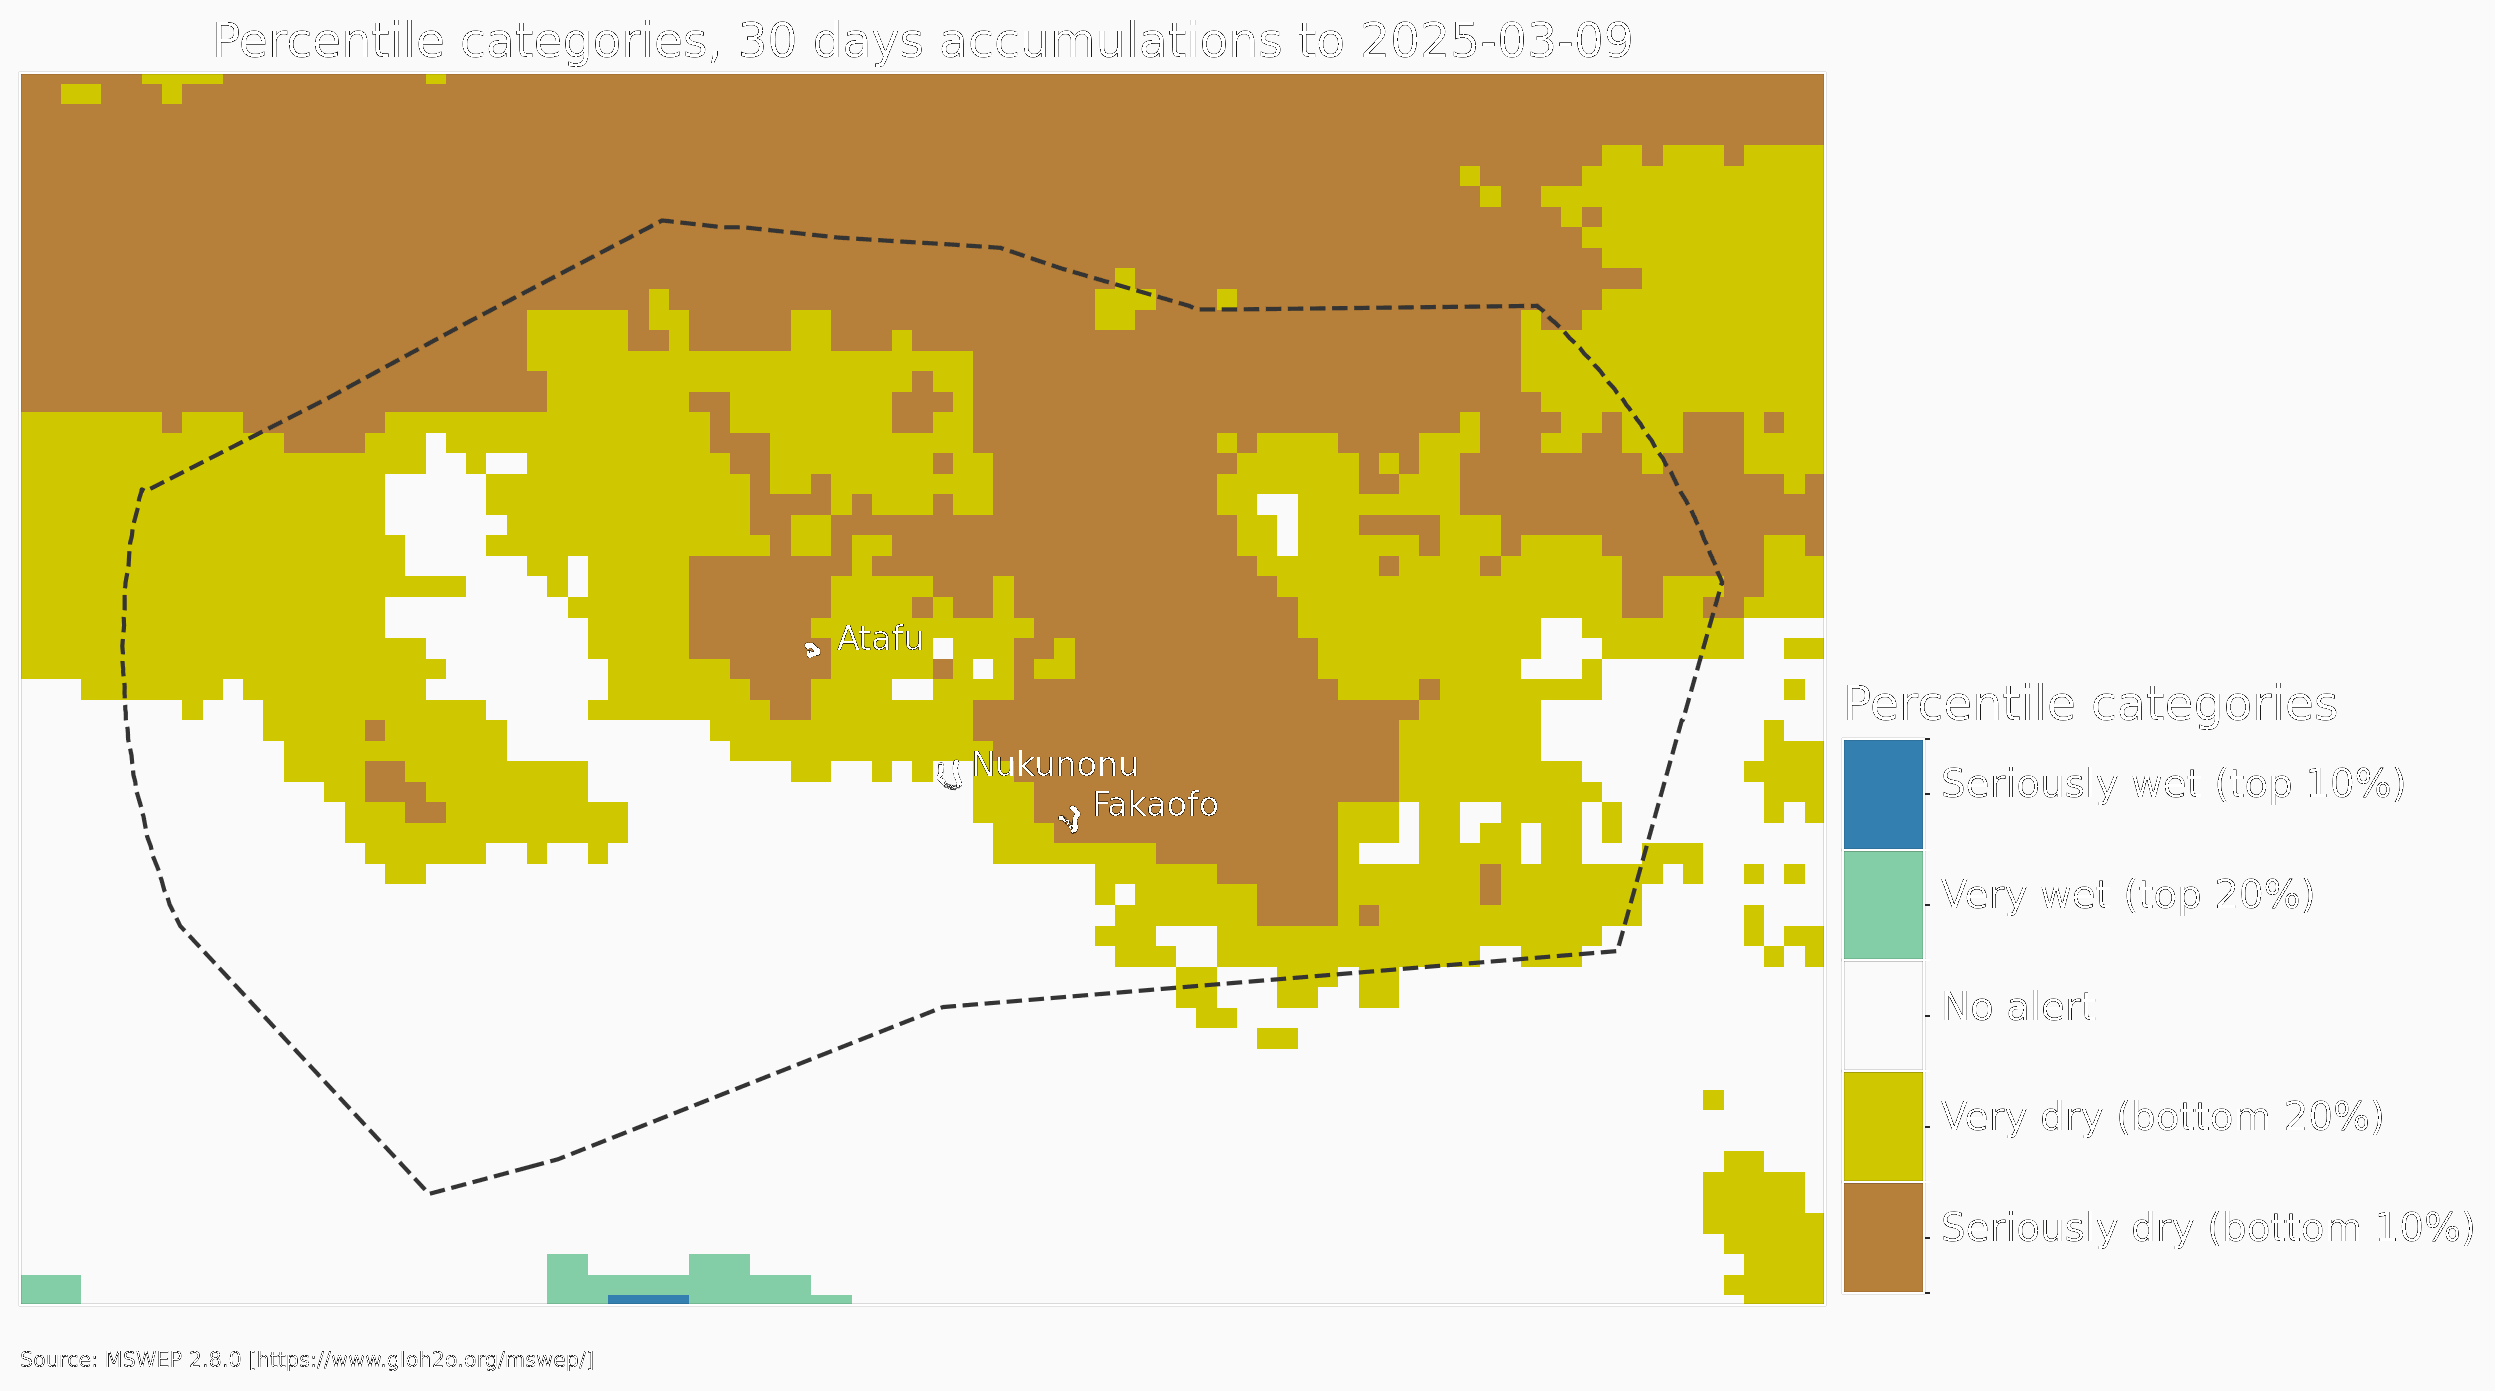 Percentile categories, 30 days accumulations to 2025-03-09
Atafu
Nukunonu
Fakaofo
Percentile categories
Seriously wet (top 10%)
Very wet (top 20%)
No alert
Very dry (bottom 20%)
Seriously dry (bottom 10%)
Source: MSWEP 2.8.0 [https://www.gloh2o.org/mswep/]